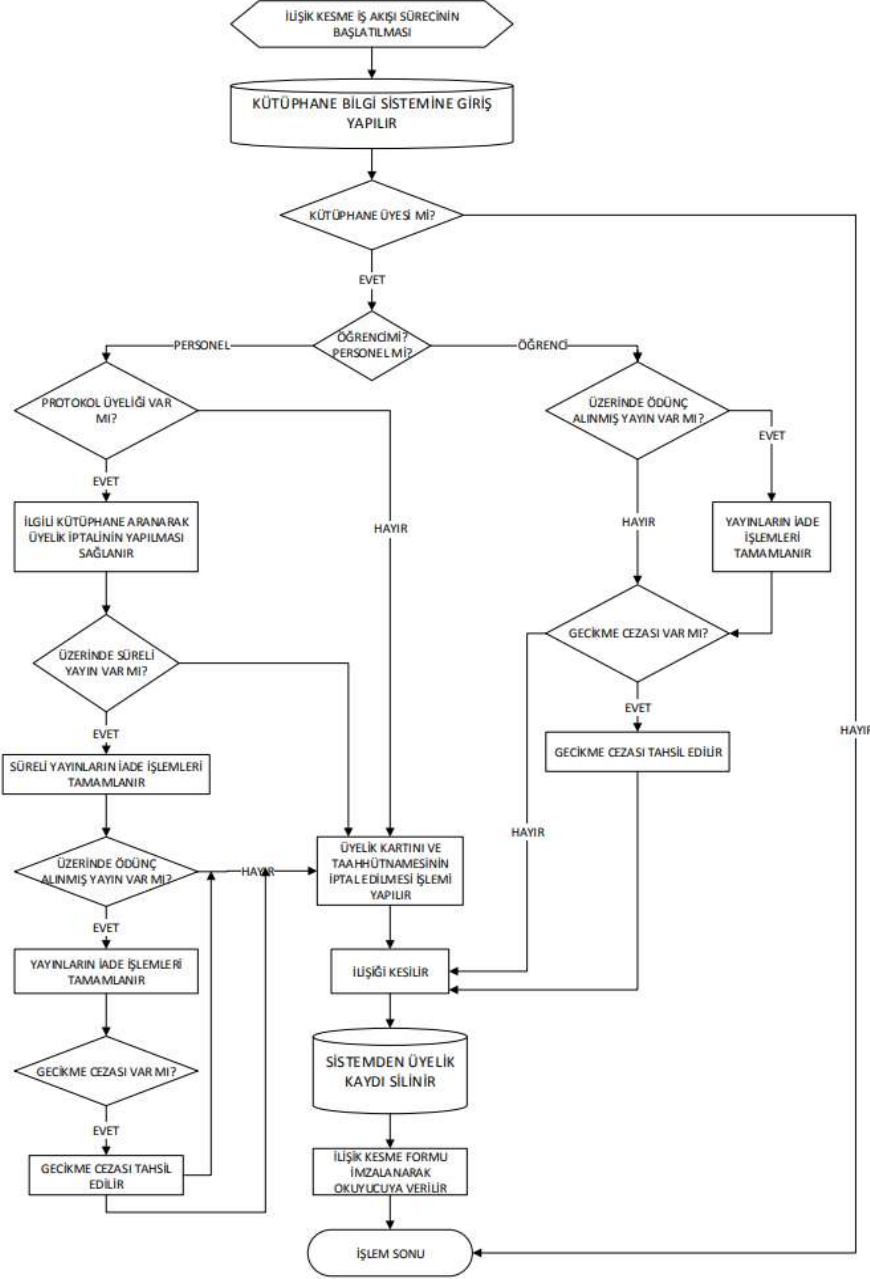 İLİŞİK KESME İŞ AKIŞI SÜRECİNİN
BAŞLATILMASI
KÜTÜPHANE BİLGİ SİSTEMİNE GİRİŞ
YAPILIR
KÜTÜPHANE ÜYESİ Mİ?
EVET
ÖĞRENCİMİ?
PERSONEL Mİ?
PERSONEL
ÖĞRENCİ
PROTOKOL ÜYELİĞİ VAR
MI?
EVET
HAYIR
İLGİLİ KÜTÜPHANE ARANARAK
ÜYELİK İPTALİNİN YAPILMASI
SAĞLANIR
ÜZERİNDE SÜRELİ
YAYIN VAR MI?
EVET
SÜRELİ YAYINLARIN İADE İŞLEMLERİ
TAMAMLANIR
ÜZERİNDE ÖDÜNÇ
ALINMIŞ YAYIN VAR MI?
HAYIR
EVET
YAYINLARIN İADE İŞLEMLERİ
TAMAMLANIR
GECİKME CEZASI VAR MI?
EVET
GECİKME CEZASI TAHSİL
EDİLİR
ÜZERİNDE ÖDÜNÇ
ALINMIŞ YAYIN VAR MI?
EVET
HAYIR
YAYINLARIN İADE
İŞLEMLERİ
TAMAMLANIR
GECİKME CEZASI VAR MI?
EVET
GECİKME CEZASI TAHSİL EDİLİR
HAYIR
HAYIR
ÜYELİK KARTINI VE
TAAHHÜTNAMESİNİN
İPTAL EDİLMESİ İŞLEMİ
YAPILIR
İLİŞİĞİ KESİLİR
SİSTEMDEN ÜYELİK
KAYDI SİLİNİR
İLİŞİK KESME FORMU
İMZALANARAK
OKUYUCUYA VERİLİR
İŞLEM SONU